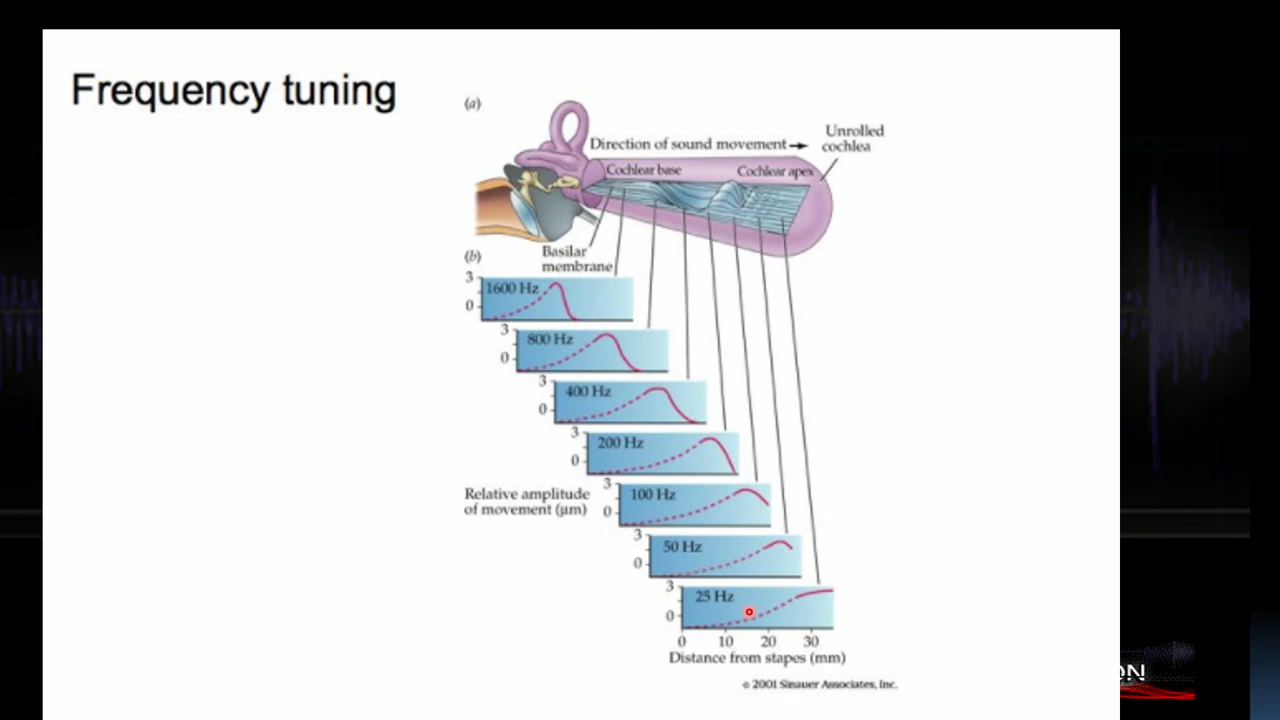 Frequency tuning
(a)
Direction of sound movement
Unrolled
cochlea
Cochlear base
Cochlear apex
Basilar
membrane
(b)
3
0
1600 Hz
3
0
800 Hz
3
0
400 Hz
3
0
200 Hz
Relative amplitude
of movement (µm)
3
0
100 Hz
3
0
50 Hz
3
0
25 Hz
0 10 20 30
Distance from stapes (mm)
© 2001 Sinauer Associates, Inc.